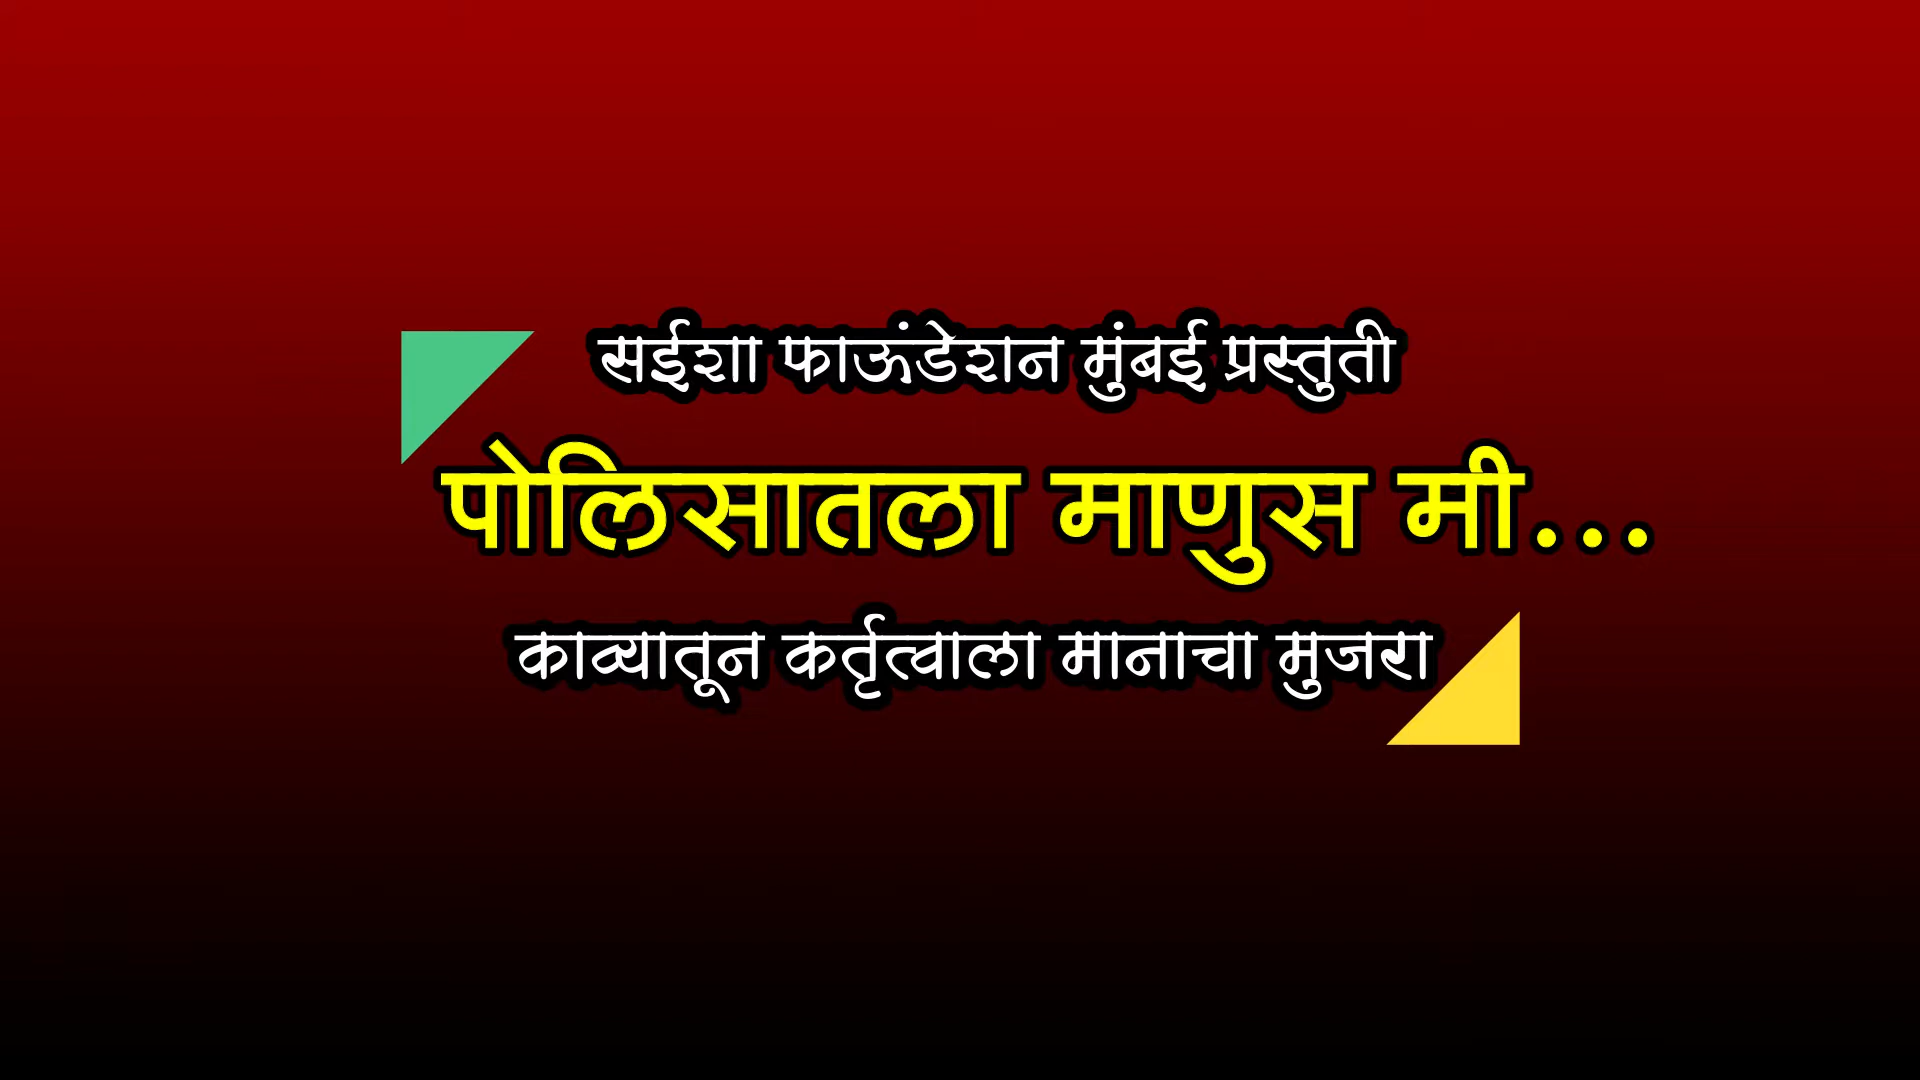 सईशा फाऊंडेशन मुंबई प्रस्तुती
पोलिसातला माणुस मी...
काव्यातून कर्तृत्वाला मानाचा मुजरा